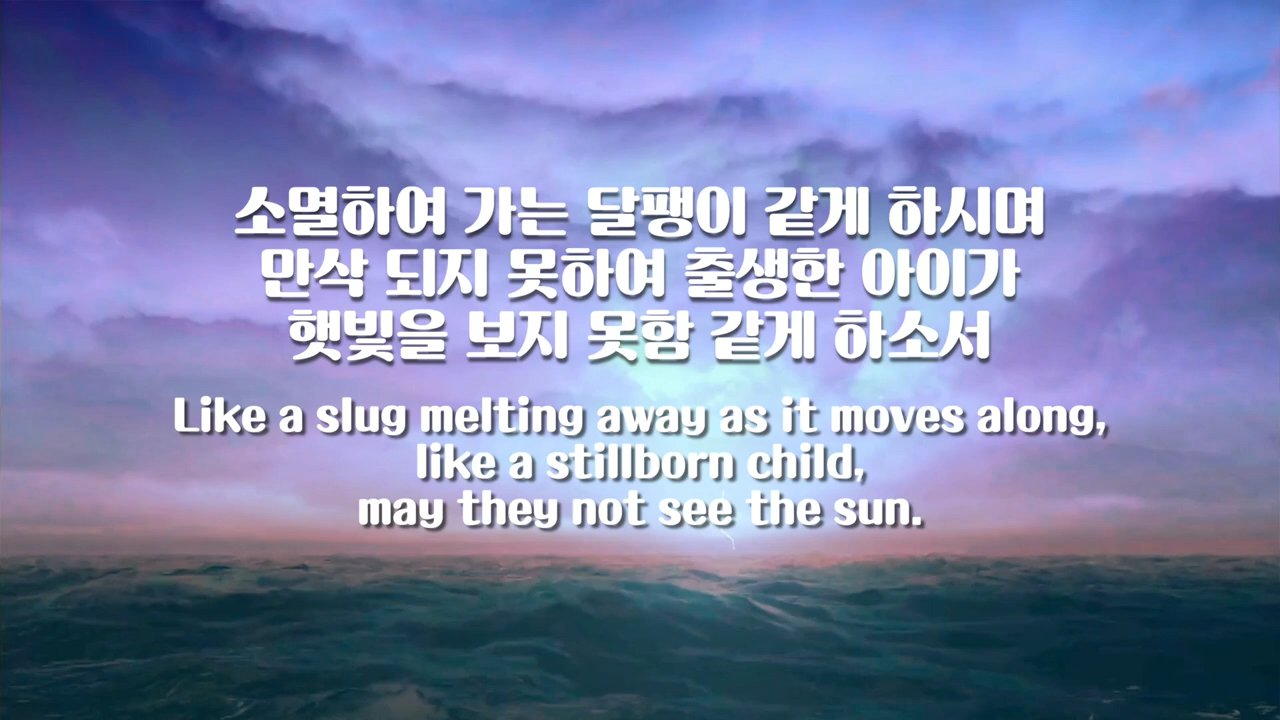 소멸하여 가는 달팽이 같게 하시며
만삭 되지 못하여 출생한 아이가
햇빛을 보지 못함 같게 하소서
Like a slug melting away as it moves along,
like a stillborn child,
may they not see the sun.